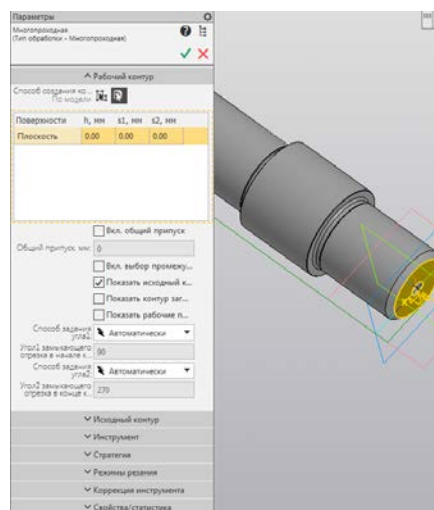 Параметры
Многопроходная
(Тип обработки - Многопроходная)
Рабочий контур
Способ создания ко...
По модели
Поверхности h, мм s1, мм s2, мм
Плоскость 0.00 0.00 0.00
Вкл. общий припуск
Общий припуск, мм: 0
Вкл. выбор промежу...
Показать исходный к...
Показать контур заг...
Показать рабочие п...
Способ задания
угла1: Автоматически
Угол1 замыкающего
отрезка в начале к... 90
Способ задания
угла2: Автоматически
Угол2 замыкающего
отрезка в конце к... 270
Исходный контур
Инструмент
Стратегия
Режимы резания
Коррекция инструмента
Свойства/статистика